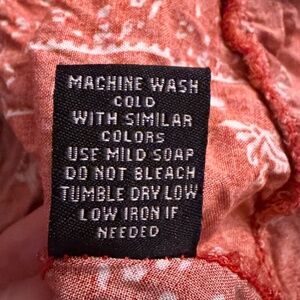 MACHINE WASH
COLD
WITH SIMILAR
COLORS
USE MILD SOAP
DO NOT BLEACH
TUMBLE DRY LOW
LOW IRON IF
NEEDED